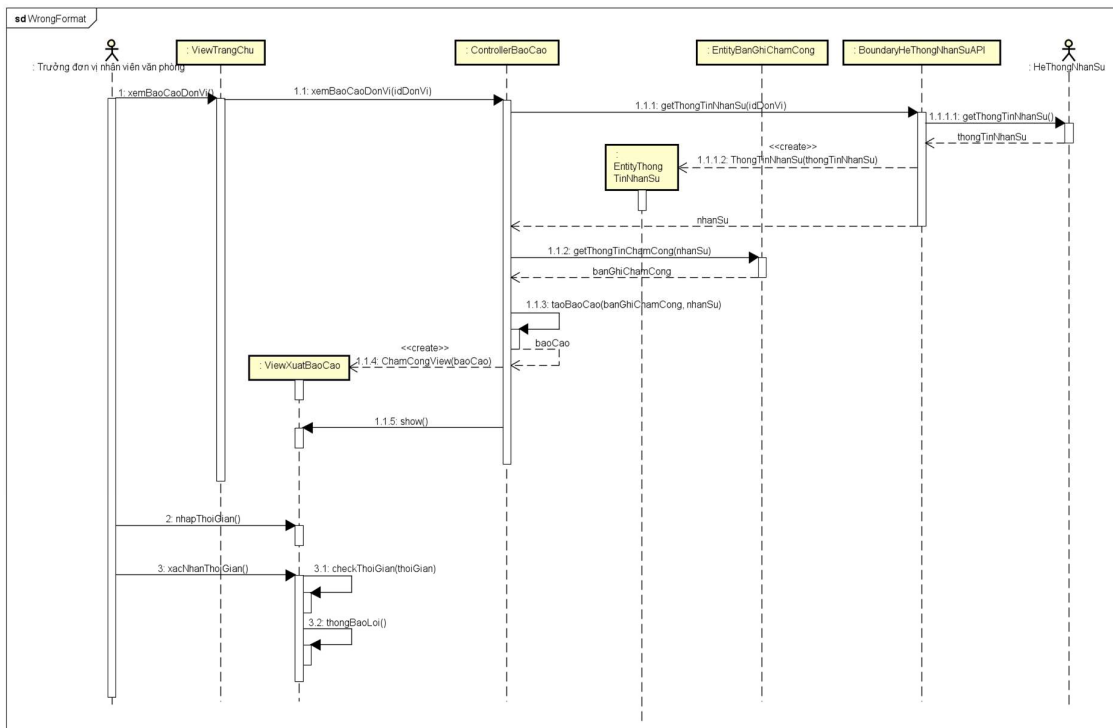 sd WrongFormat
: Trưởng đơn vị nhân viên văn phòng
: ViewTrangChu
: ControllerBaoCao
: EntityBanGhiChamCong
: BoundaryHeThongNhanSuAPI
: HeThongNhanSu
1: xemBaoCaoDonVi()
1.1: xemBaoCaoDonVi(idDonVi)
1.1.1: getThongTinNhanSu(idDonVi)
1.1.1.1: getThongTinNhanSu()
thongTinNhanSu
<<create>>
1.1.1.2: ThongTinNhanSu(thongTinNhanSu)
:
EntityThong
TinNhanSu
nhanSu
1.1.2: getThongTinChamCong(nhanSu)
banGhiChamCong
1.1.3: taoBaoCao(banGhiChamCong, nhanSu)
baoCao
<<create>>
1.1.4: ChamCongView(baoCao)
: ViewXuatBaoCao
1.1.5: show()
2: nhapThoiGian()
3: xacNhanThoiGian()
3.1: checkThoiGian(thoiGian)
3.2: thongBaoLoi()